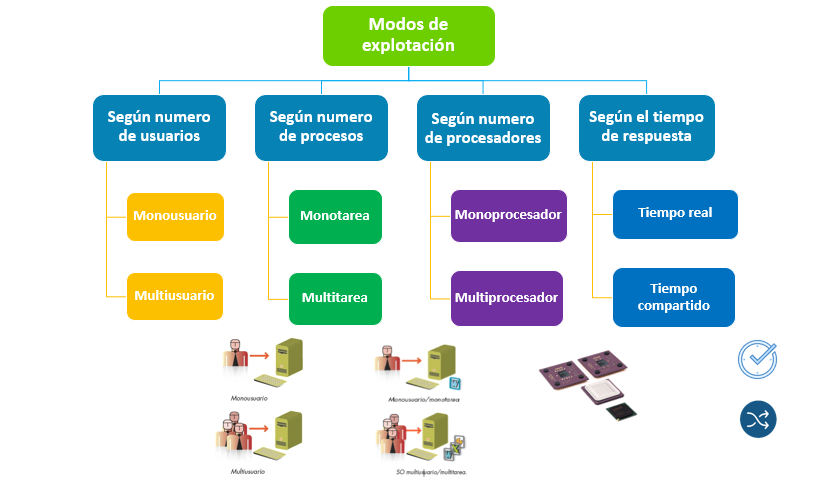 Modos de
explotación
Según numero
de usuarios
Según numero
de procesos
Según numero
de procesadores
Según el tiempo
de respuesta
Monousuario
Monotarea
Monoprocesador
Tiempo real
Multiusuario
Multitarea
Multiprocesador
Tiempo
compartido
Monousuario
Monousuario/monotarea
Multiusuario
SO multiusuario/multitarea.